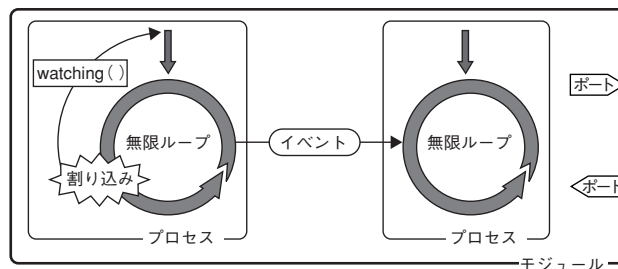 watching( )
無限ループ
割り込み
プロセス
イベント
無限ループ
プロセス
ポート
ポート
モジュール